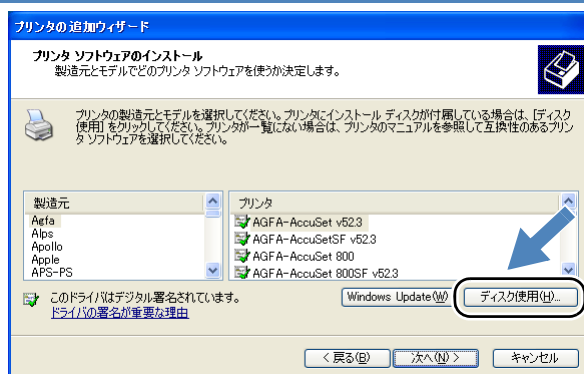 プリンタの追加ウィザード
プリンタ ソフトウェアのインストール
製造元とモデルでどのプリンタ ソフトウェアを使うか決定します。
プリンタの製造元とモデルを選択してください。プリンタにインストール ディスクが付属している場合は、[ディスク
使用] をクリックしてください。プリンタが一覧にない場合は、プリンタのマニュアルを参照して互換性のあるプリン
タ ソフトウェアを選択してください。
製造元
Agfa
Alps
Apollo
Apple
APS-PS
プリンタ
AGFA-AccuSet v52.3
AGFA-AccuSetSF v52.3
AGFA-AccuSet 800
AGFA-AccuSet 800SF v52.3
このドライバはデジタル署名されています。
ドライバの署名が重要な理由
Windows Update(W)
ディスク使用(H)...
< 戻る(B)
次へ(N) >
キャンセル